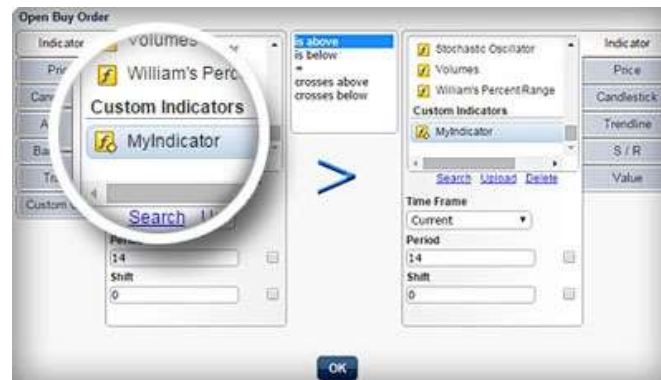 Open Buy Order
Indicator
Volumes
William's Perc
Custom Indicators
MyIndicator
Search
Custom
14
Shift
0
is above
is below
=
crosses above
crosses below
>
Stochastic Oscillator
Volumes
William's Percent Range
Custom Indicators
MyIndicator
Search Upload Delete
Time Frame
Current
Period
14
Shift
0
Indicator
Price
Candlestick
Trendline
S / R
Value
OK